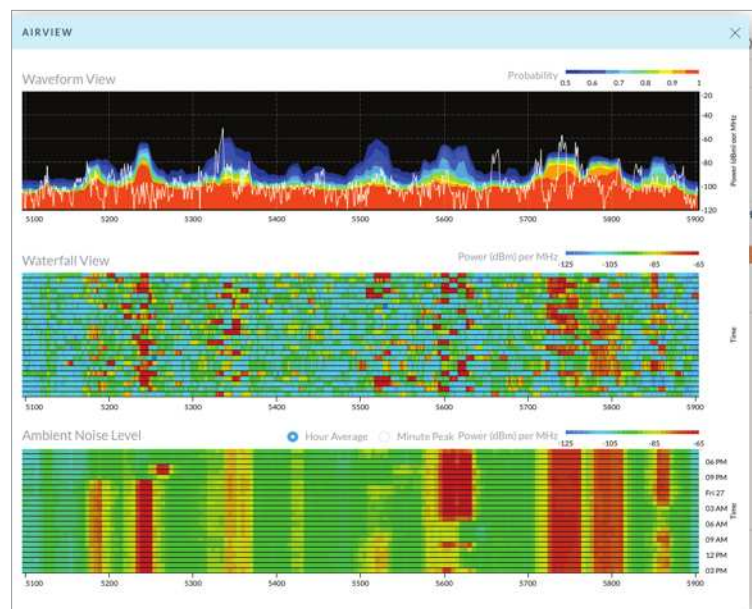 AIRVIEW
Waveform View
Probability
0.5 0.6 0.7 0.8 0.9 1
-20
-40
-60
-80
-100
-120
Power (dBm) per MHz
5100 5200 5300 5400 5500 5600 5700 5800 5900
Waterfall View
Power (dBm) per MHz
-125 -105 -85 -65
Time
5100 5200 5300 5400 5500 5600 5700 5800 5900
Ambient Noise Level
Hour Average Minute Peak Power (dBm) per MHz
-125 -105 -85 -65
06 PM
09 PM
Fri 27
03 AM
06 AM
09 AM
12 PM
03 PM
Time
5100 5200 5300 5400 5500 5600 5700 5800 5900